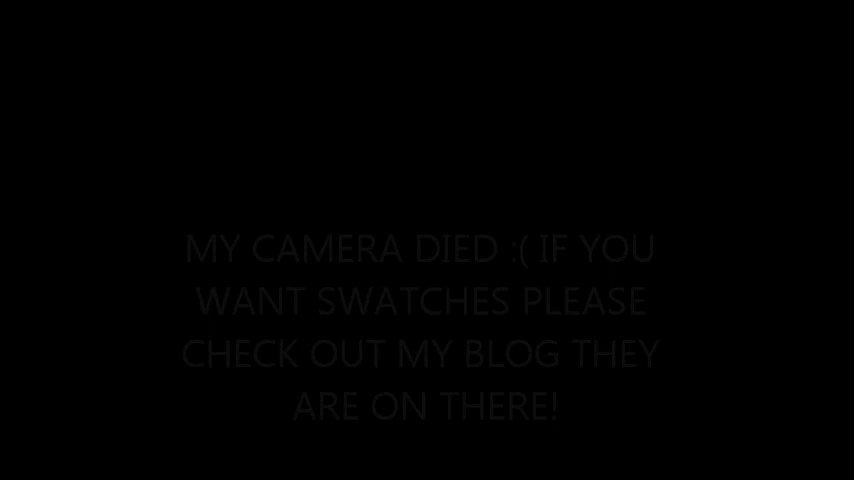 MY CAMERA DIED :( IF YOU
WANT SWATCHES PLEASE
CHECK OUT MY BLOG THEY
ARE ON THERE!